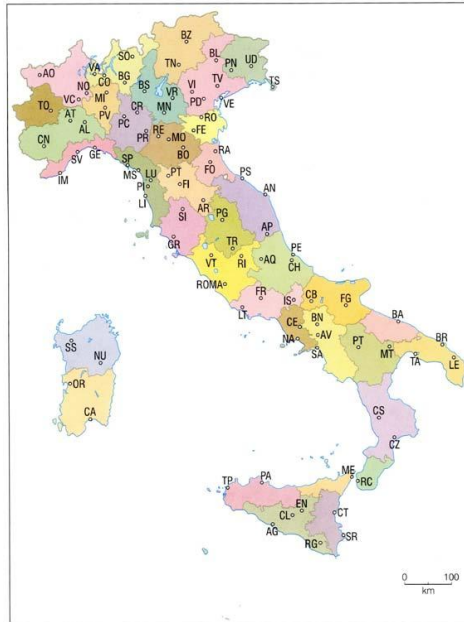 BZ
SO
BL
UD
AO
VA
TN
PN
CO
BG
TS
NO
BS
VI
TV
VR
TO
VC
MI
PD
VE
MN
AT
PV
CR
RO
CN
AL
PC
FE
RE
PR
MO
SV
GE
BO
RA
SP
IM
MS
LU
PT
FO
PS
PI
FI
LI
AR
AN
SI
PG
GR
AP
TR
PE
VT
RI
AQ
CH
ROMA
FR
IS
CB
FG
LT
BA
CE
BN
BR
NA
AV
PT
MT
SA
TA
LE
SS
NU
OR
CA
CS
CZ
ME
TP
PA
RC
EN
CL
CT
AG
RG
SR
0 100
km